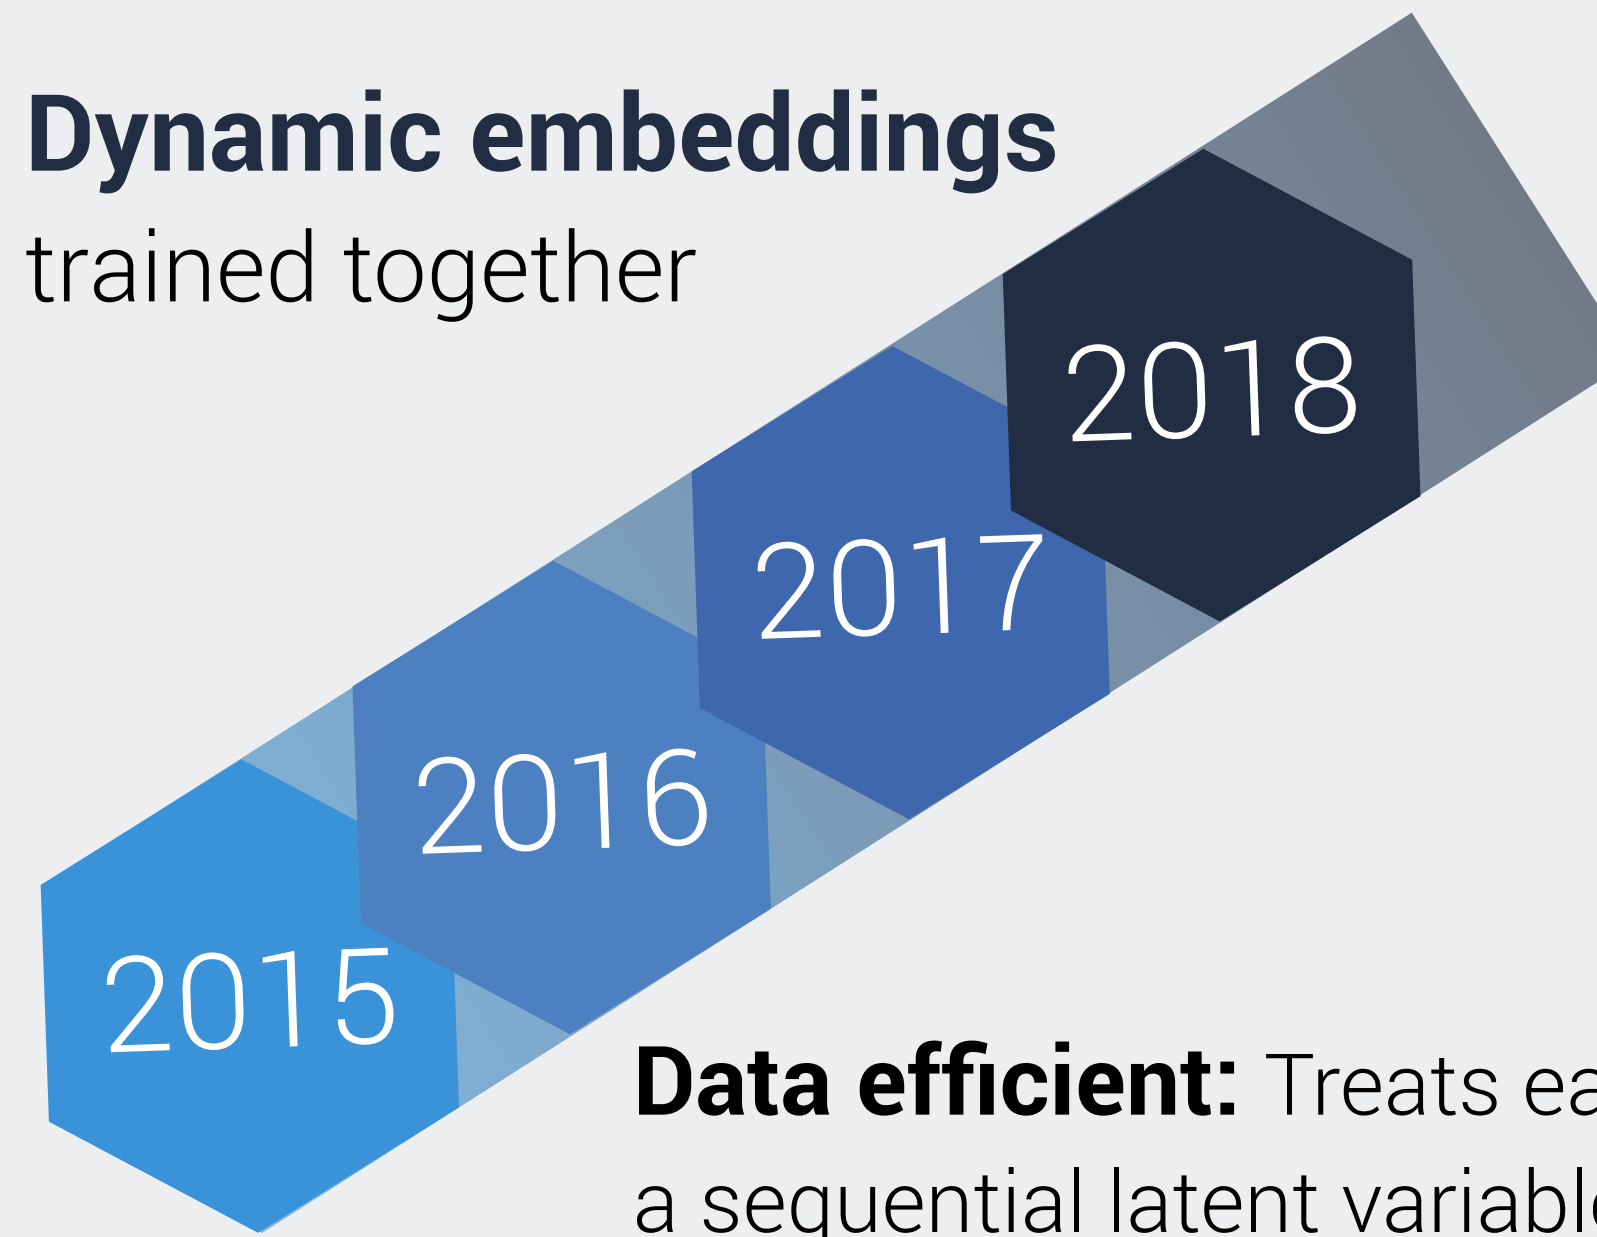 Dynamic embeddings
trained together
2018
2017
2016
2015
Data efficient: Treats
a sequential latent